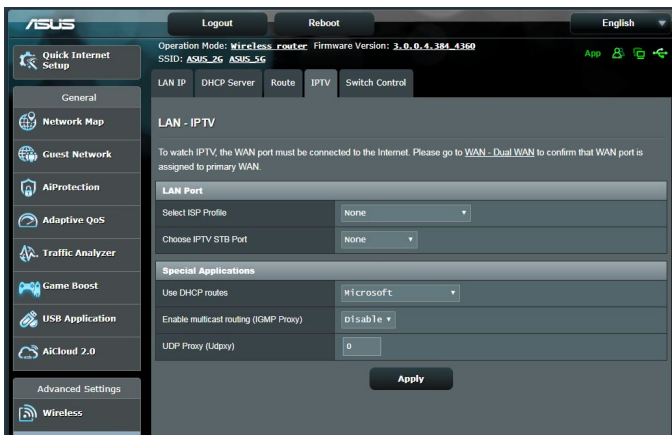 ASUS
Logout
Reboot
English
Quick Internet Setup
Operation Mode: Wireless router Firmware Version: 3.0.0.4.384_4360
SSID: ASUS_2G ASUS_5G
App
LAN IP
DHCP Server
Route
IPTV
Switch Control
General
Network Map
Guest Network
AiProtection
Adaptive QoS
Traffic Analyzer
Game Boost
USB Application
AiCloud 2.0
Advanced Settings
Wireless
LAN - IPTV
To watch IPTV, the WAN port must be connected to the Internet. Please go to WAN - Dual WAN to confirm that WAN port is
assigned to primary WAN.
LAN Port
Select ISP Profile
None
Choose IPTV STB Port
None
Special Applications
Use DHCP routes
Microsoft
Enable multicast routing (IGMP Proxy)
Disable
UDP Proxy (Udpxy)
0
Apply